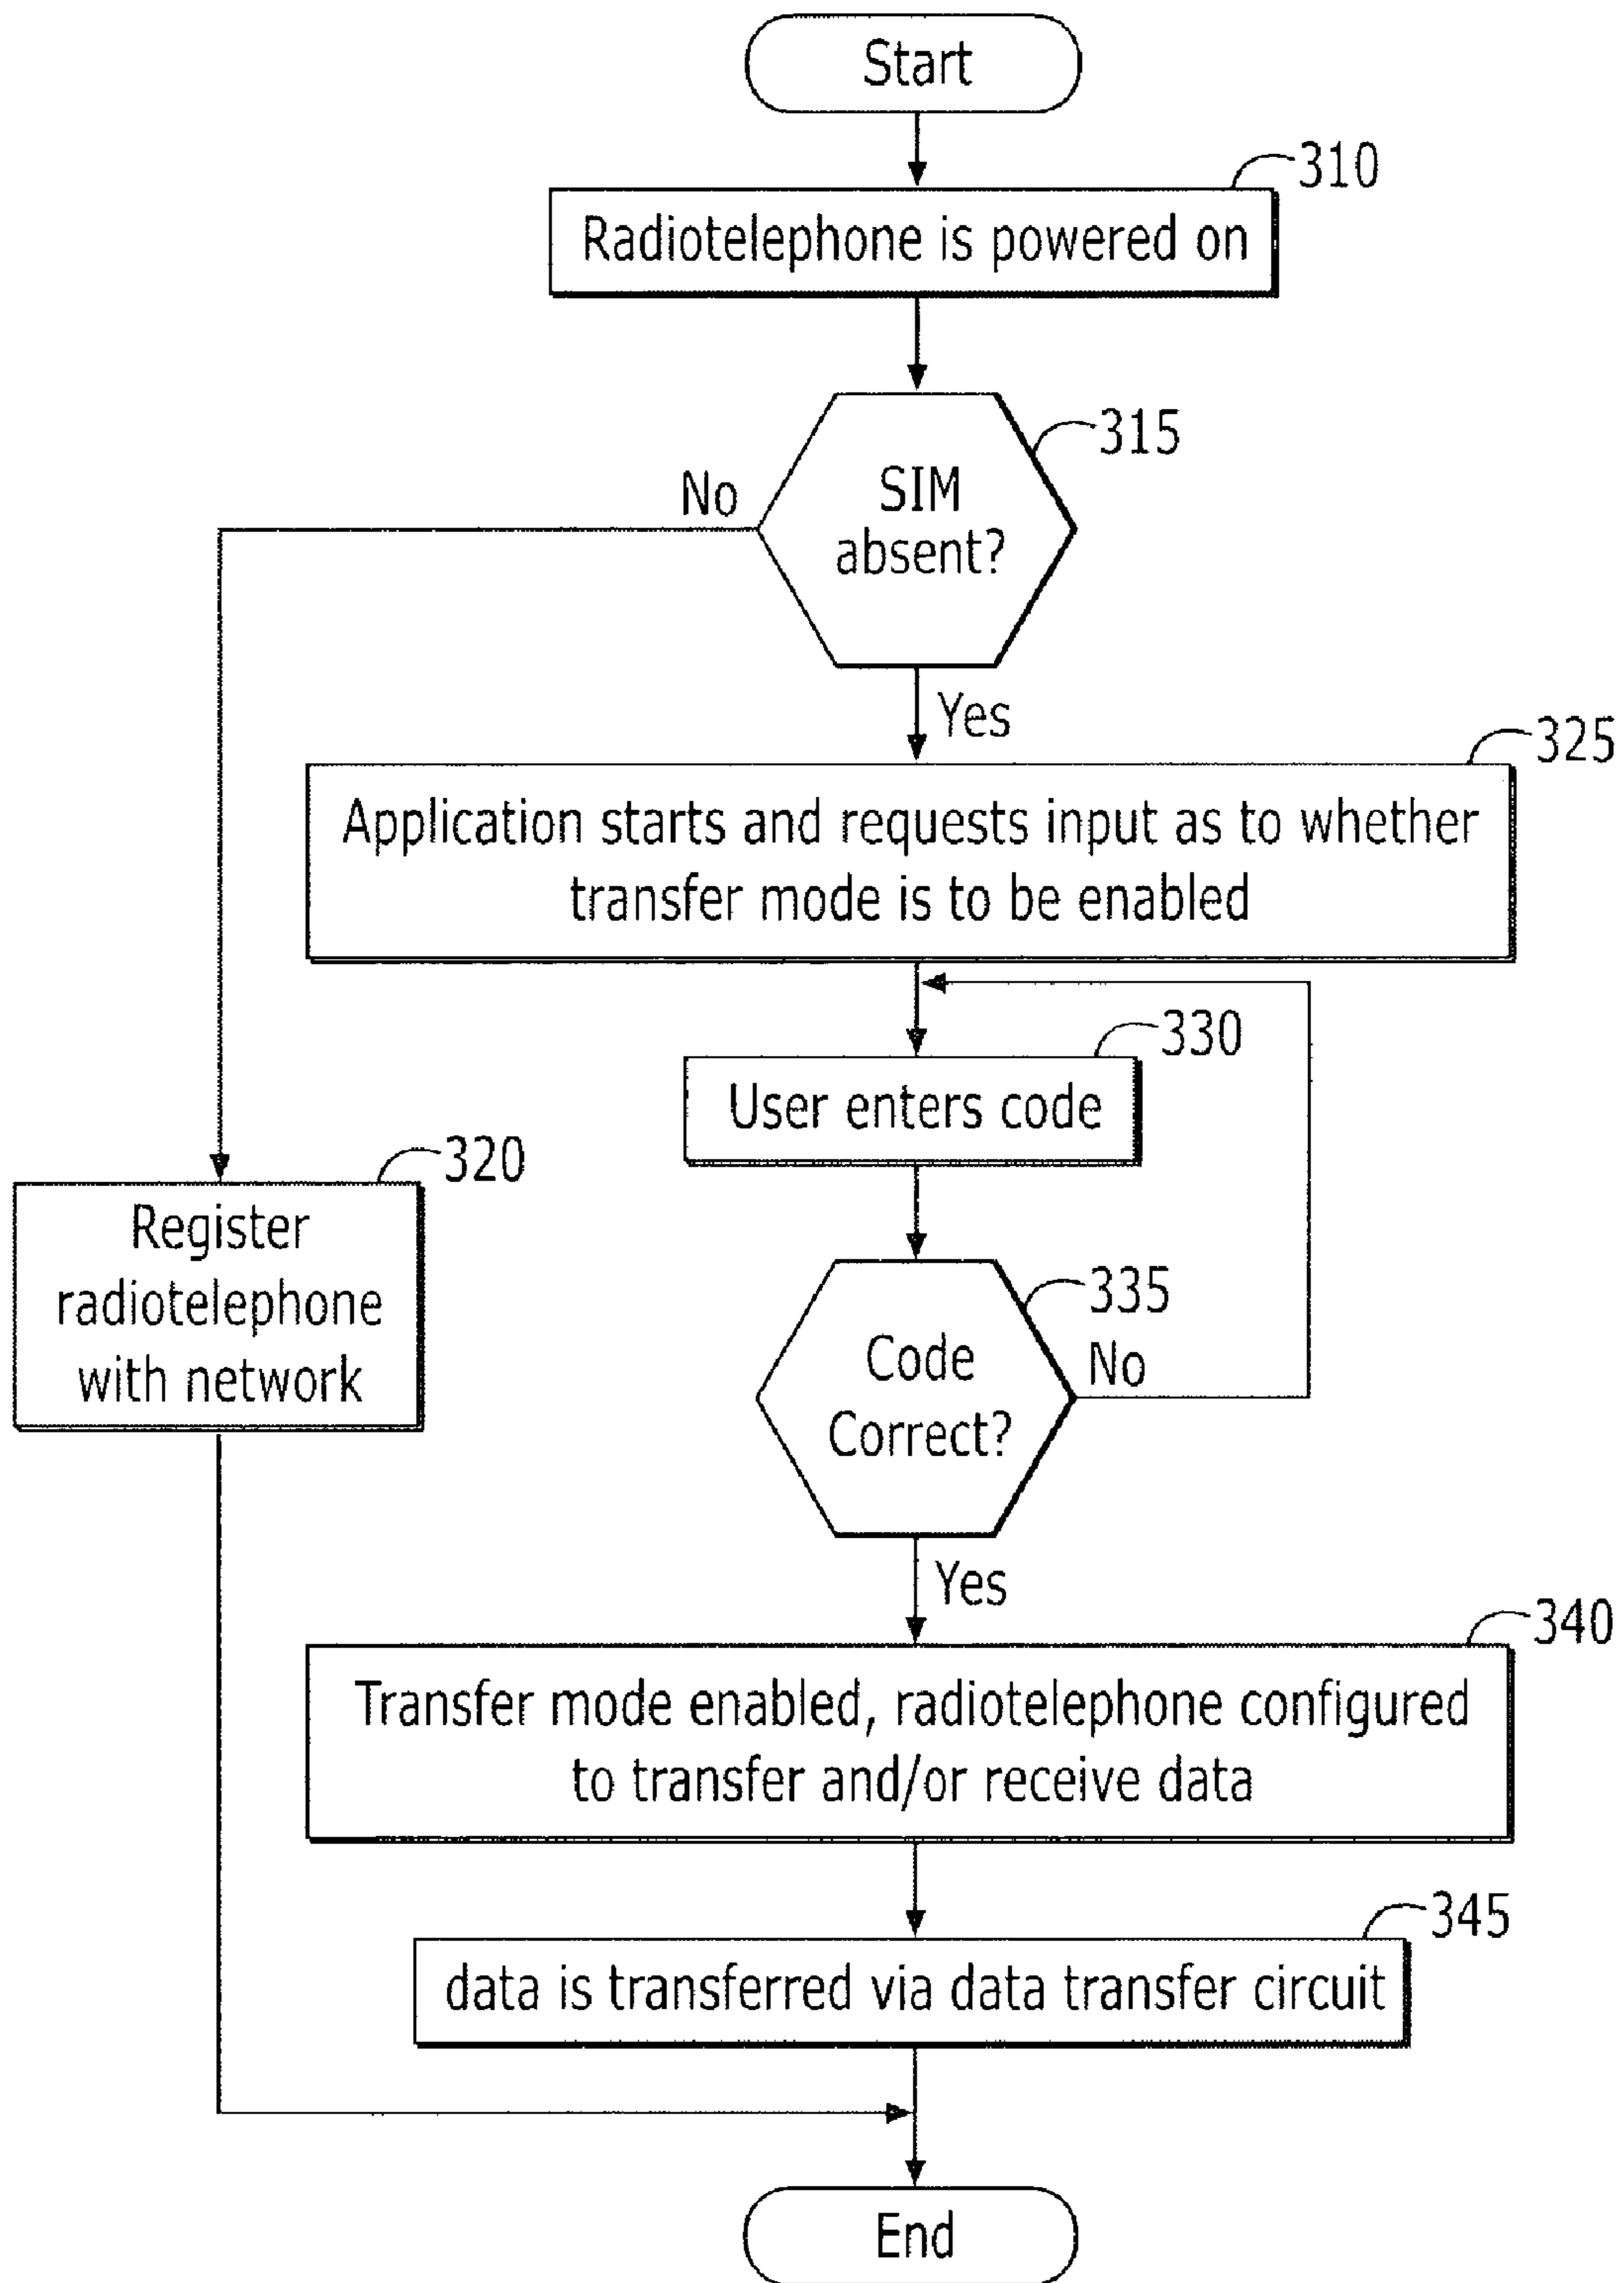 Start
310
Radiotelephone is powered on
315
No
SIM
absent?
Yes
325
Application starts and requests input as to whether
transfer mode is to be enabled
330
User enters code
320
Register
radiotelephone
with network
335
Code
Correct?
No
Yes
340
Transfer mode enabled, radiotelephone configured
to transfer and/or receive data
345
data is transferred via data transfer circuit
End